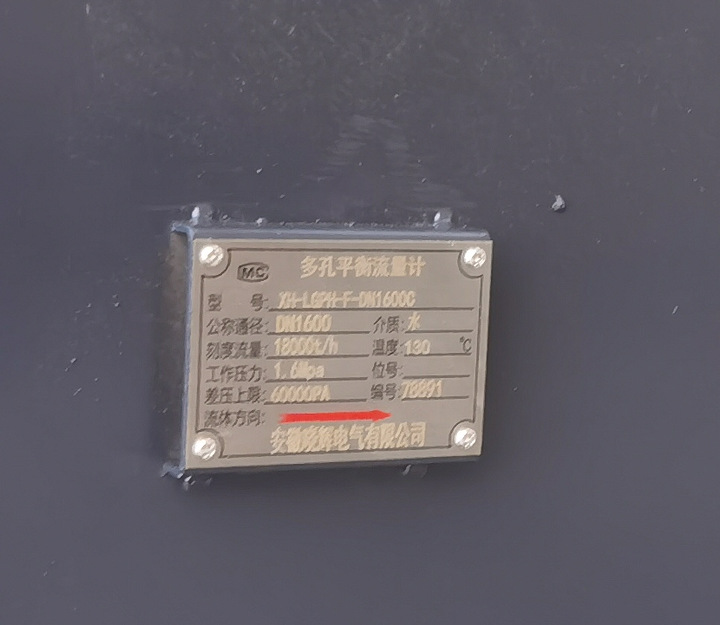 MC 多孔平衡流量计
型 号: XH-LGPH-F-DN1600C
公称通径: DN1600 介质: 水
刻度流量: 18000t/h 温度: 130 ℃
工作压力: 1.6Mpa 位号:
差压上限: 60000PA 编号: 78891
流体方向:
安徽晓辉电气有限公司